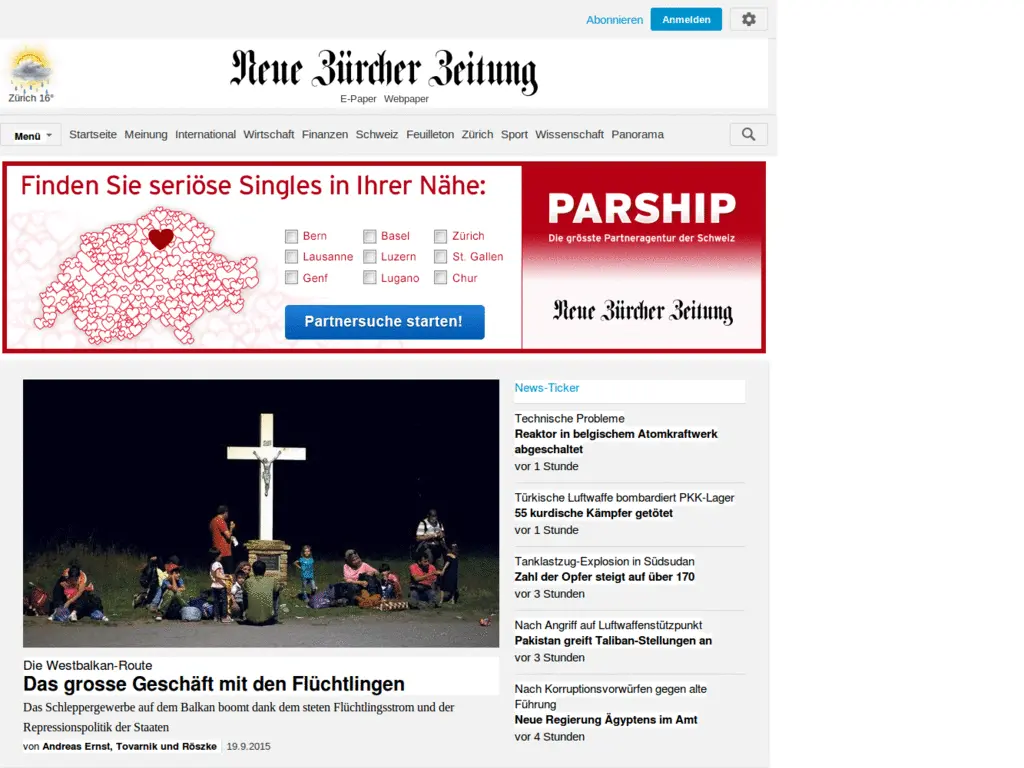 Abonnieren Anmelden
Neue Zürcher Zeitung
Zürich 16°
E-Paper Webpaper
Menü Startseite Meinung International Wirtschaft Finanzen Schweiz Feuilleton Zürich Sport Wissenschaft Panorama
Finden Sie seriöse Singles in Ihrer Nähe:
Bern Basel Zürich
Lausanne Luzern St. Gallen
Genf Lugano Chur
Partnersuche starten!
PARSHIP
Die grösste Partneragentur der Schweiz
Neue Zürcher Zeitung
Die Westbalkan-Route
Das grosse Geschäft mit den Flüchtlingen
Das Schleppergewerbe auf dem Balkan boomt dank dem steten Flüchtlingsstrom und der
Repressionspolitik der Staaten
von Andreas Ernst, Tovarnik und Röszke 19.9.2015
News-Ticker
Technische Probleme
Reaktor in belgischem Atomkraftwerk
abgeschaltet
vor 1 Stunde
Türkische Luftwaffe bombardiert PKK-Lager
55 kurdische Kämpfer getötet
vor 1 Stunde
Tanklastzug-Explosion in Südsudan
Zahl der Opfer steigt auf über 170
vor 3 Stunden
Nach Angriff auf Luftwaffenstützpunkt
Pakistan greift Taliban-Stellungen an
vor 3 Stunden
Nach Korruptionsvorwürfen gegen alte
Führung
Neue Regierung Ägyptens im Amt
vor 4 Stunden